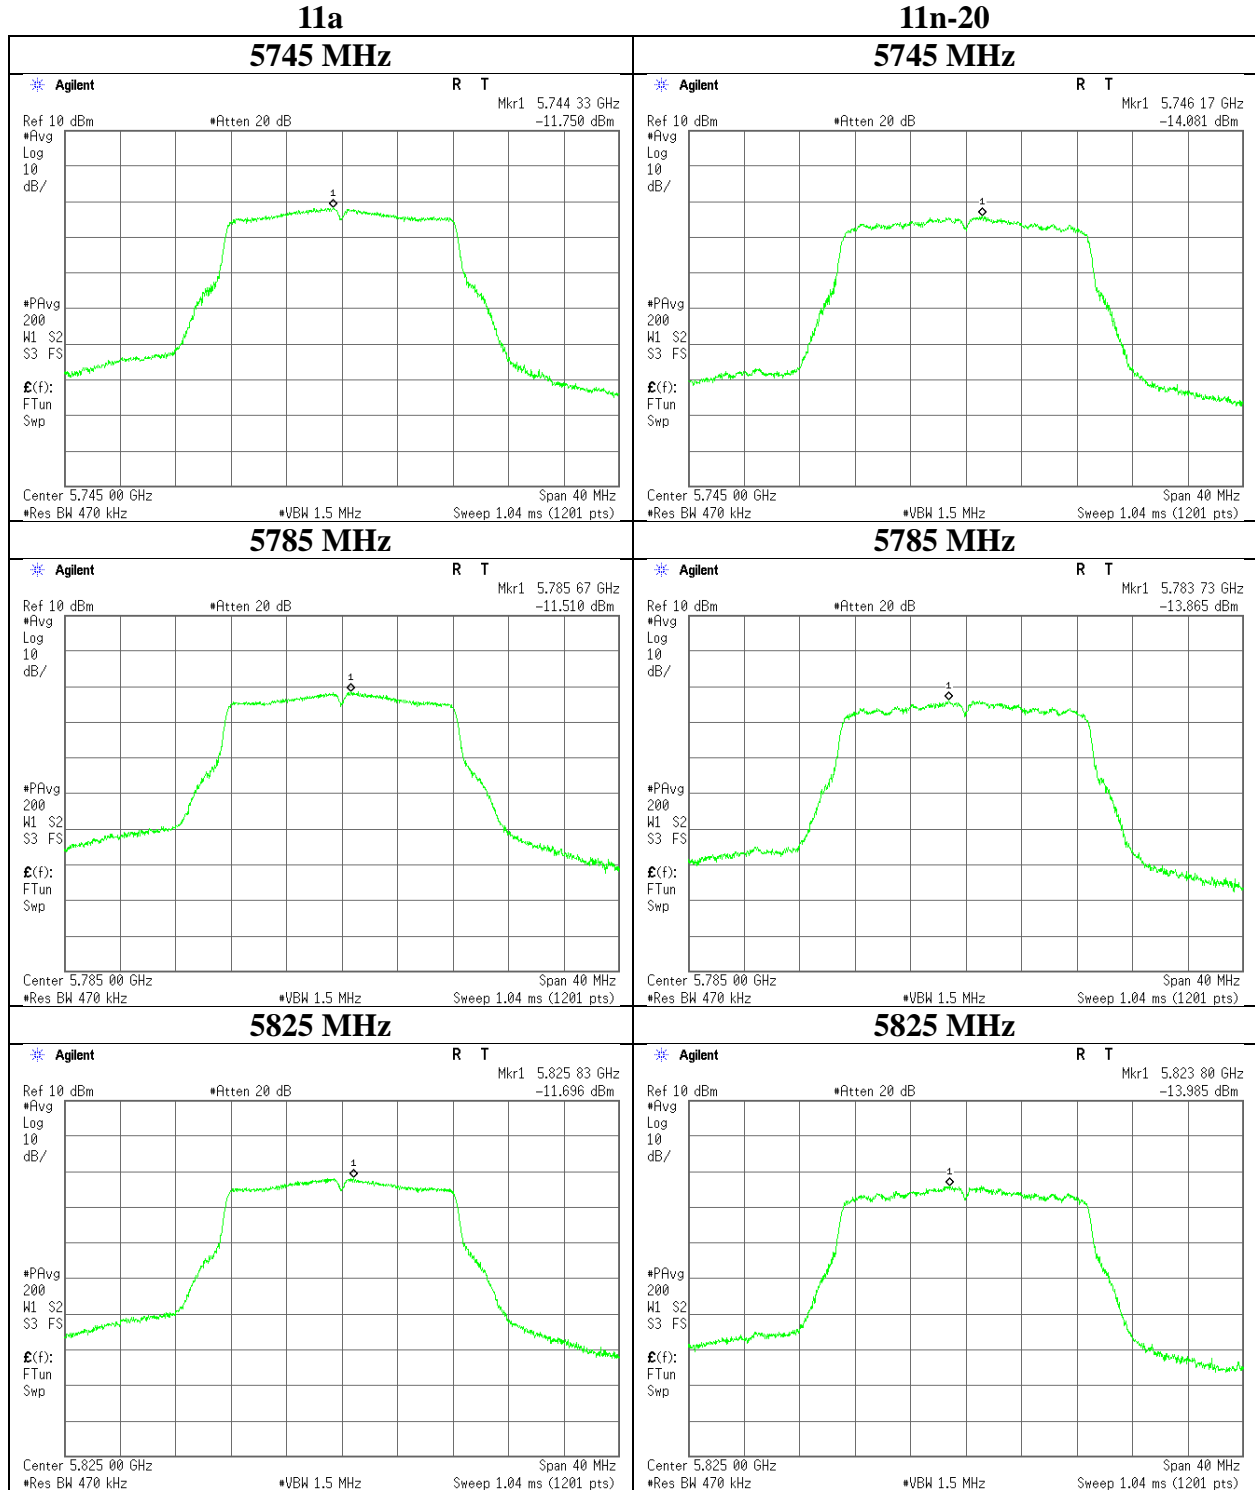 11a 11n-20
5745 MHz 5745 MHz
Agilent R T
Mkr1 5.744 33 GHz
Ref 10 dBm #Atten 20 dB -11.750 dBm
#Avg
Log
10
dB/
1
#PAvg
200
W1 S2
S3 FS
£(f):
FTun
Swp
Center 5.745 00 GHz Span 40 MHz
#Res BW 470 kHz #VBW 1.5 MHz Sweep 1.04 ms (1201 pts)
Agilent R T
Mkr1 5.746 17 GHz
Ref 10 dBm #Atten 20 dB -14.081 dBm
#Avg
Log
10
dB/
1
#PAvg
200
W1 S2
S3 FS
£(f):
FTun
Swp
Center 5.745 00 GHz Span 40 MHz
#Res BW 470 kHz #VBW 1.5 MHz Sweep 1.04 ms (1201 pts)
5785 MHz 5785 MHz
Agilent R T
Mkr1 5.785 67 GHz
Ref 10 dBm #Atten 20 dB -11.510 dBm
#Avg
Log
10
dB/
1
#PAvg
200
W1 S2
S3 FS
£(f):
FTun
Swp
Center 5.785 00 GHz Span 40 MHz
#Res BW 470 kHz #VBW 1.5 MHz Sweep 1.04 ms (1201 pts)
Agilent R T
Mkr1 5.783 73 GHz
Ref 10 dBm #Atten 20 dB -13.865 dBm
#Avg
Log
10
dB/
1
#PAvg
200
W1 S2
S3 FS
£(f):
FTun
Swp
Center 5.785 00 GHz Span 40 MHz
#Res BW 470 kHz #VBW 1.5 MHz Sweep 1.04 ms (1201 pts)
5825 MHz 5825 MHz
Agilent R T
Mkr1 5.825 83 GHz
Ref 10 dBm #Atten 20 dB -11.696 dBm
#Avg
Log
10
dB/
1
#PAvg
200
W1 S2
S3 FS
£(f):
FTun
Swp
Center 5.825 00 GHz Span 40 MHz
#Res BW 470 kHz #VBW 1.5 MHz Sweep 1.04 ms (1201 pts)
Agilent R T
Mkr1 5.823 80 GHz
Ref 10 dBm #Atten 20 dB -13.985 dBm
#Avg
Log
10
dB/
1
#PAvg
200
W1 S2
S3 FS
£(f):
FTun
Swp
Center 5.825 00 GHz Span 40 MHz
#Res BW 470 kHz #VBW 1.5 MHz Sweep 1.04 ms (1201 pts)